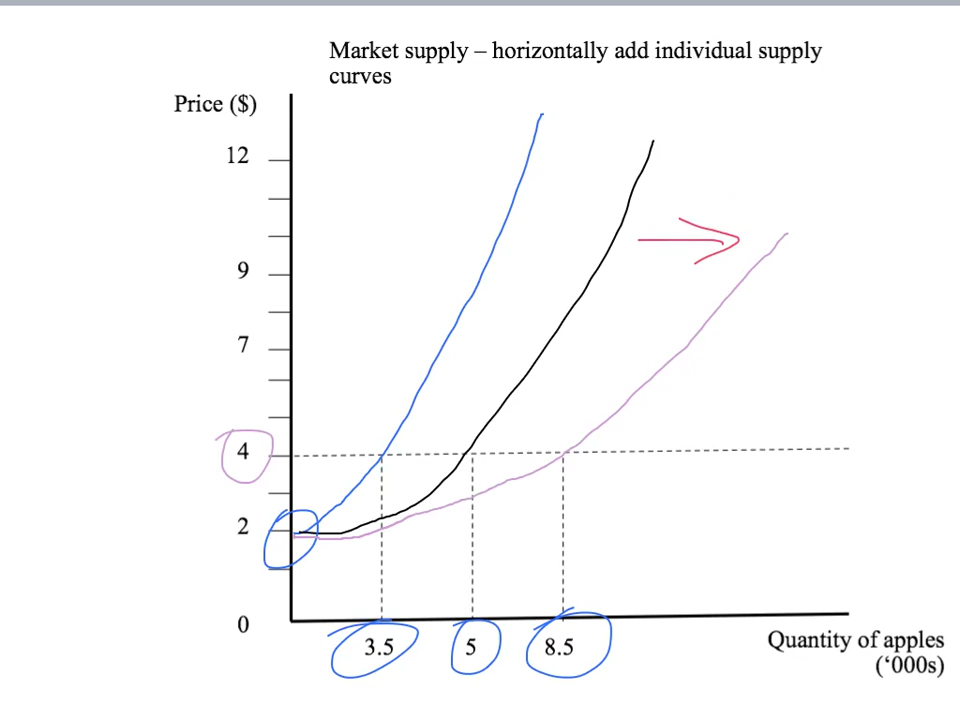 Market supply – horizontally add individual supply
curves
Price ($)
12
9
7
4
2
0
3.5
5
8.5
Quantity of apples
(‘000s)